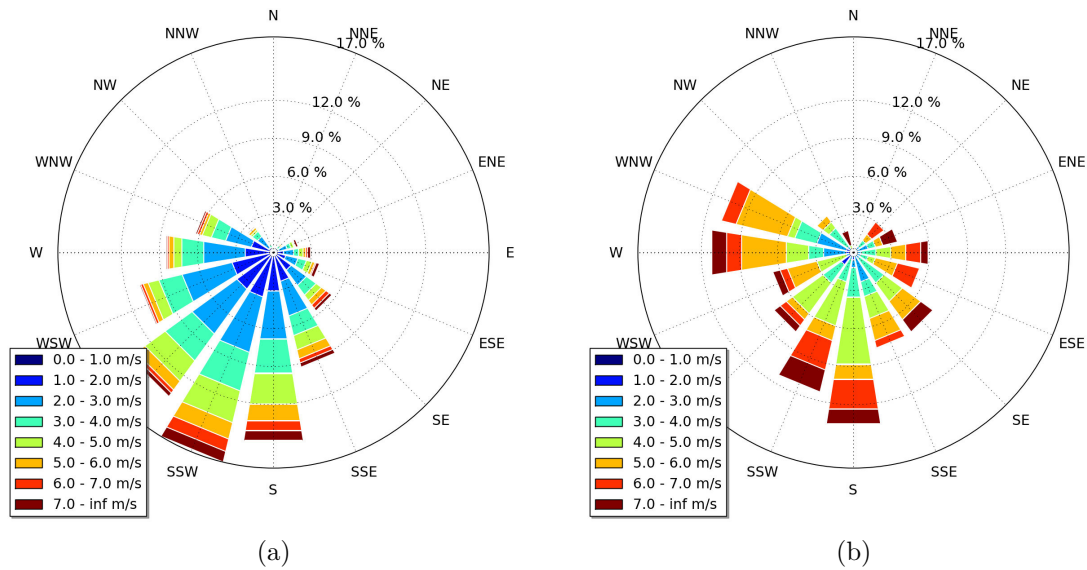 N
NNW
NNE
17.0 %
NW
NE
12.0 %
9.0 %
WNW
ENE
6.0 %
3.0 %
W
E
WSW
ESE
SE
SSW
SSE
S
0.0 - 1.0 m/s
1.0 - 2.0 m/s
2.0 - 3.0 m/s
3.0 - 4.0 m/s
4.0 - 5.0 m/s
5.0 - 6.0 m/s
6.0 - 7.0 m/s
7.0 - inf m/s
(a)
N
NNW
NNE
17.0 %
NW
NE
12.0 %
9.0 %
WNW
ENE
6.0 %
3.0 %
W
E
WSW
ESE
SE
SSW
SSE
S
0.0 - 1.0 m/s
1.0 - 2.0 m/s
2.0 - 3.0 m/s
3.0 - 4.0 m/s
4.0 - 5.0 m/s
5.0 - 6.0 m/s
6.0 - 7.0 m/s
7.0 - inf m/s
(b)